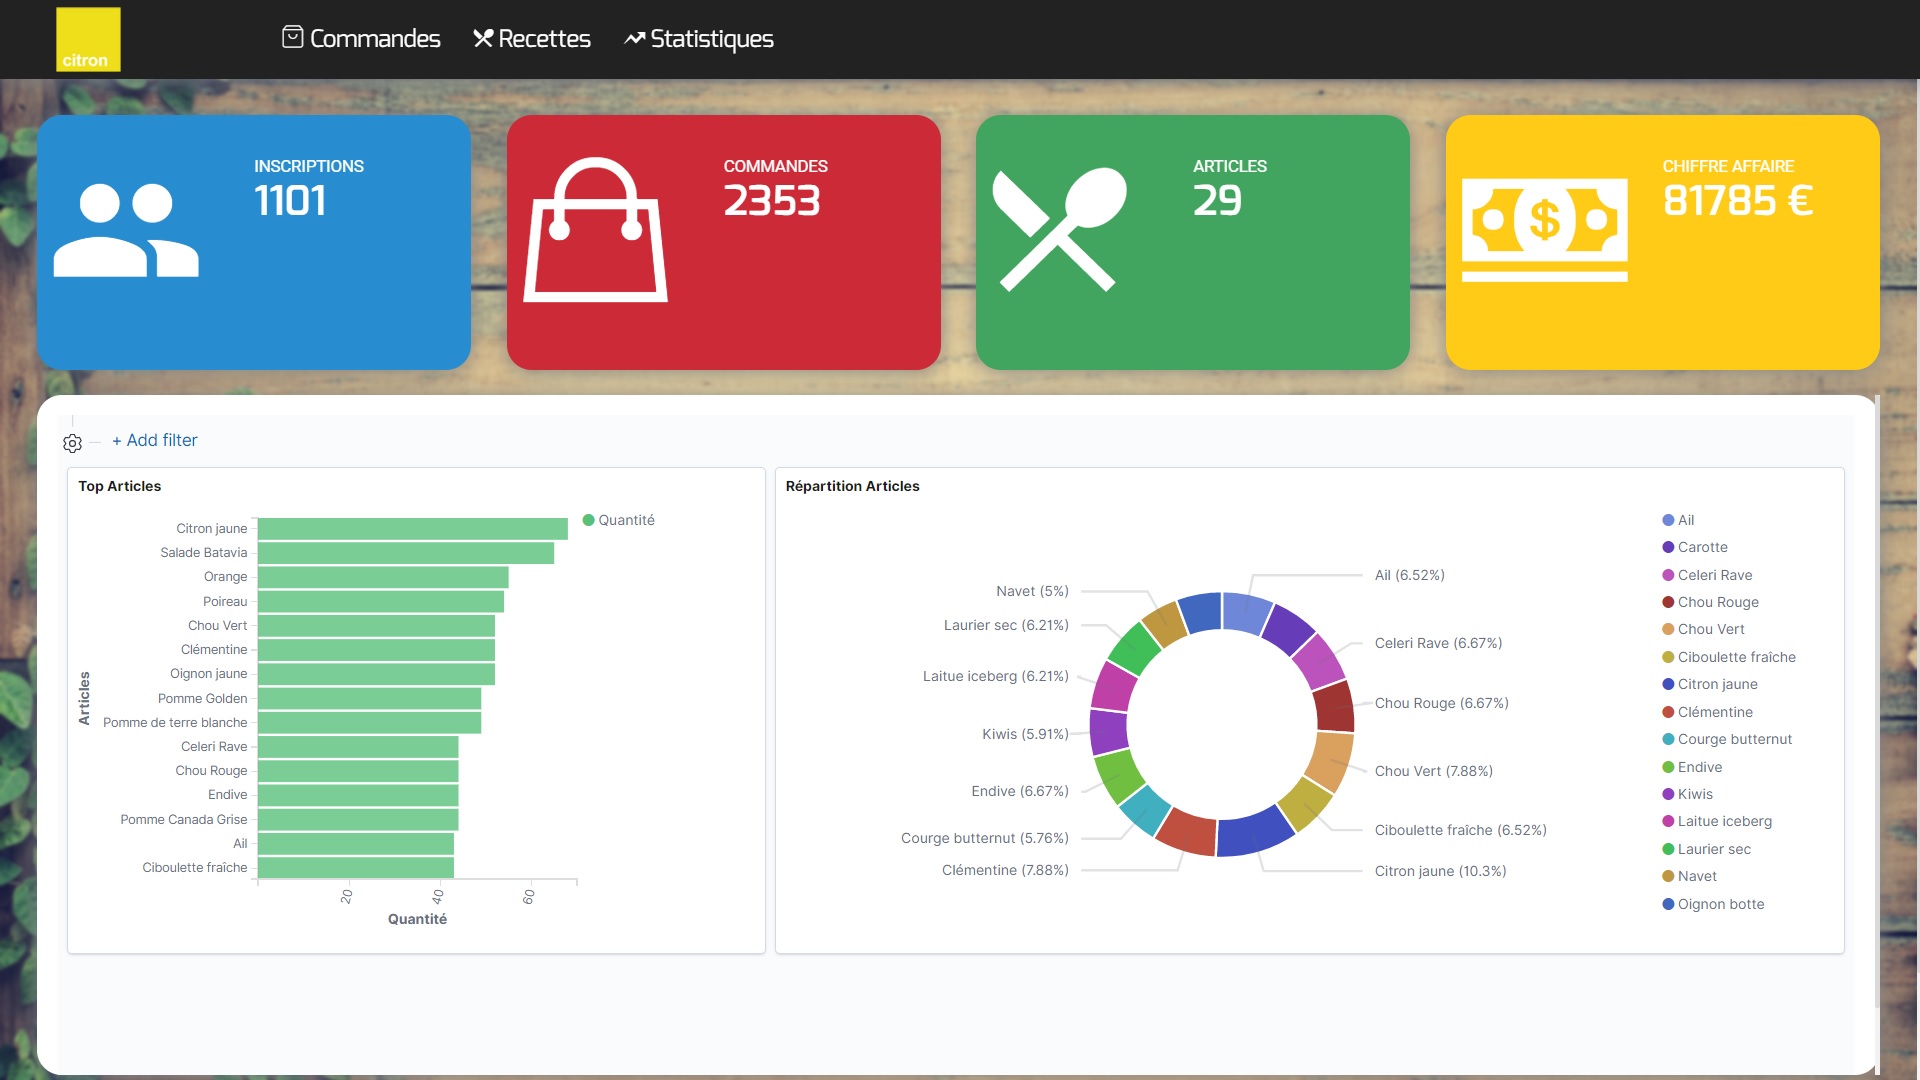 citron
Commandes
Recettes
Statistiques
INSCRIPTIONS
1101
COMMANDES
2353
ARTICLES
29
CHIFFRE AFFAIRE
81785 €
+ Add filter
Top Articles
Quantité
Citron jaune
Salade Batavia
Orange
Poireau
Chou Vert
Clémentine
Oignon jaune
Pomme Golden
Pomme de terre blanche
Celeri Rave
Chou Rouge
Endive
Pomme Canada Grise
Ail
Ciboulette fraîche
Articles
20
40
60
Quantité
Répartition Articles
Ail (6.52%)
Celeri Rave (6.67%)
Chou Rouge (6.67%)
Chou Vert (7.88%)
Ciboulette fraîche (6.52%)
Citron jaune (10.3%)
Clémentine (7.88%)
Courge butternut (5.76%)
Endive (6.67%)
Kiwis (5.91%)
Laitue iceberg (6.21%)
Laurier sec (6.21%)
Navet (5%)
Ail
Carotte
Celeri Rave
Chou Rouge
Chou Vert
Ciboulette fraîche
Citron jaune
Clémentine
Courge butternut
Endive
Kiwis
Laitue iceberg
Laurier sec
Navet
Oignon botte